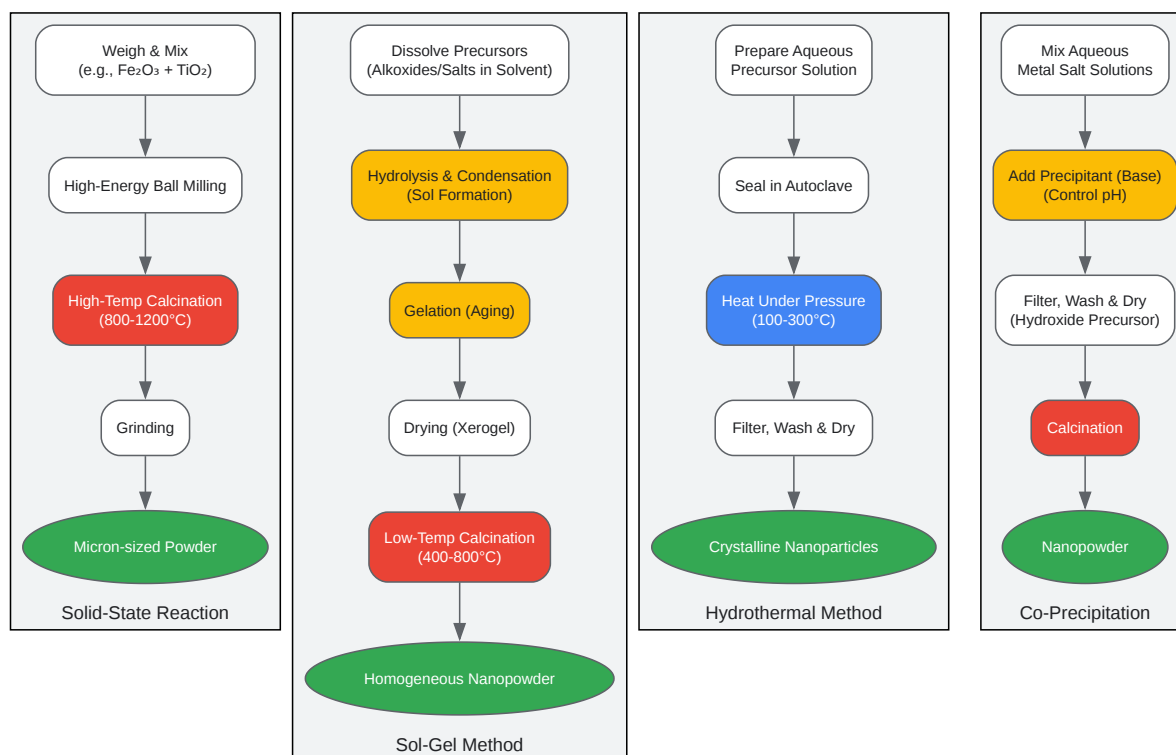 Weigh & Mix
(e.g., Fe₂O₃ + TiO₂)
High-Energy Ball Milling
High-Temp Calcination
(800-1200°C)
Grinding
Micron-sized Powder
Solid-State Reaction
Dissolve Precursors
(Alkoxides/Salts in Solvent)
Hydrolysis & Condensation
(Sol Formation)
Gelation (Aging)
Drying (Xerogel)
Low-Temp Calcination
(400-800°C)
Homogeneous Nanopowder
Sol-Gel Method
Prepare Aqueous
Precursor Solution
Seal in Autoclave
Heat Under Pressure
(100-300°C)
Filter, Wash & Dry
Crystalline Nanoparticles
Hydrothermal Method
Mix Aqueous
Metal Salt Solutions
Add Precipitant (Base)
(Control pH)
Filter, Wash & Dry
(Hydroxide Precursor)
Calcination
Nanopowder
Co-Precipitation